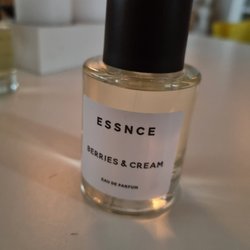 ESSNCE
BERRIES & CREAM
EAU DE PARFUM